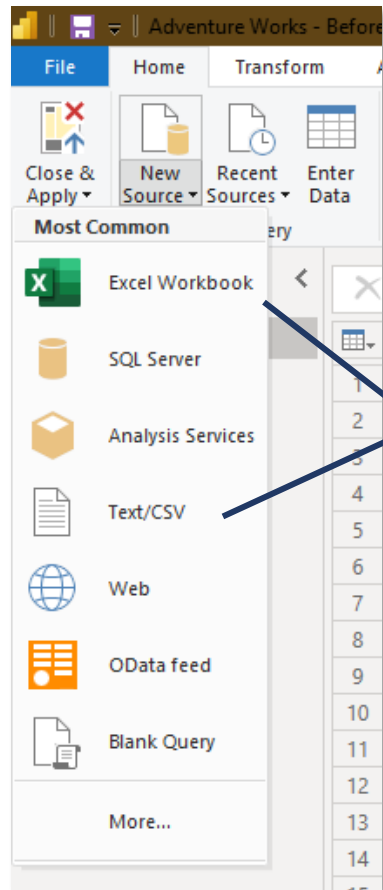 Adventure Works - Before
File Home Transform
Close & Apply
New Source
Recent Sources
Enter Data
Most Common
ery
Excel Workbook
SQL Server
Analysis Services
Text/CSV
Web
OData feed
Blank Query
More...
1
2
3
4
5
6
7
8
9
10
11
12
13
14